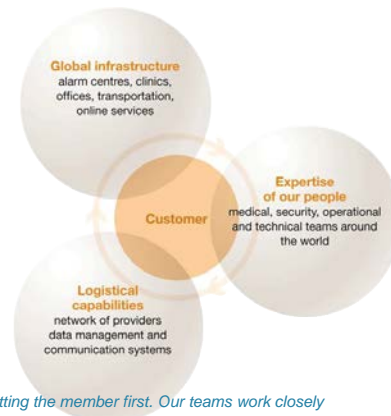 Global infrastructure
alarm centres, clinics,
offices, transportation,
online services
Customer
Expertise
of our people
medical, security, operational
and technical teams around
the world
Logistical
capabilities
network of providers
data management and
communication systems
the member first. Our teams work closely